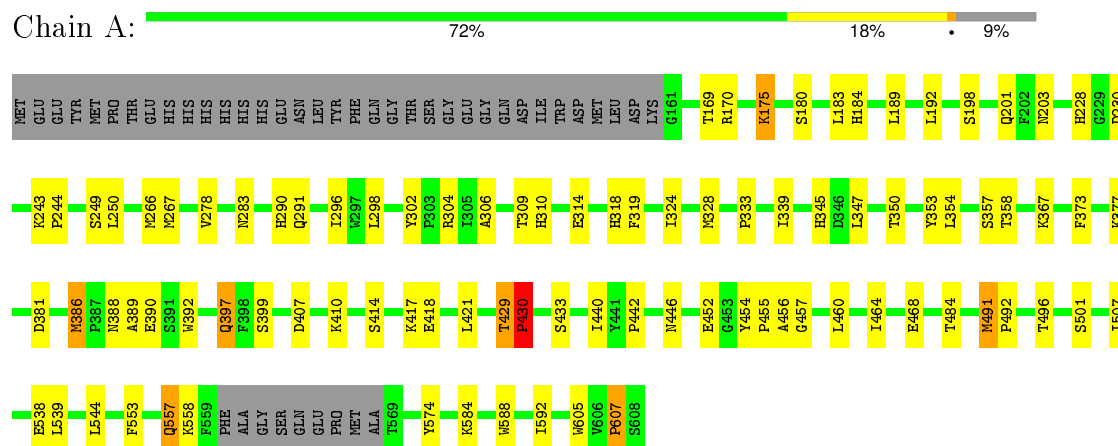 Chain A:
72% 18% • 9%
MET GLU GLU TYR MET PRO THR GLU HIS HIS HIS HIS HIS HIS GLU ASN LEU TYR PHE GLN GLY THR SER GLY GLU GLY GLN ASP ILE TRP ASP MET LEU ASP LYS G161 T169 R170 K175 S180 L183 H184 L189 L192 S198 Q201 F202 N203 H228 G229
K243 P244 S249 L250 M266 M267 V278 N283 H290 Q291 I296 W297 L298 Y302 P303 R304 I305 A306 T309 H310 E314 H318 F319 I324 M328 P333 I339 H345 D346 L347 T350 Y353 L354 S357 T358 K367 F373
D381 M386 P387 N388 A389 E390 S391 W392 Q397 F398 S399 D407 K410 S414 K417 E418 L421 T429 P430 S433 I440 Y441 P442 N446 E452 G453 Y454 P455 A456 G457 L460 I464 E468 T484 M491 P492 T496 S501
E538 L539 L544 F553 Q557 K558 F559 PHE ALA GLY SER GLN GLU PRO MET ALA T569 Y574 K584 W588 I592 W605 V606 P607 S608